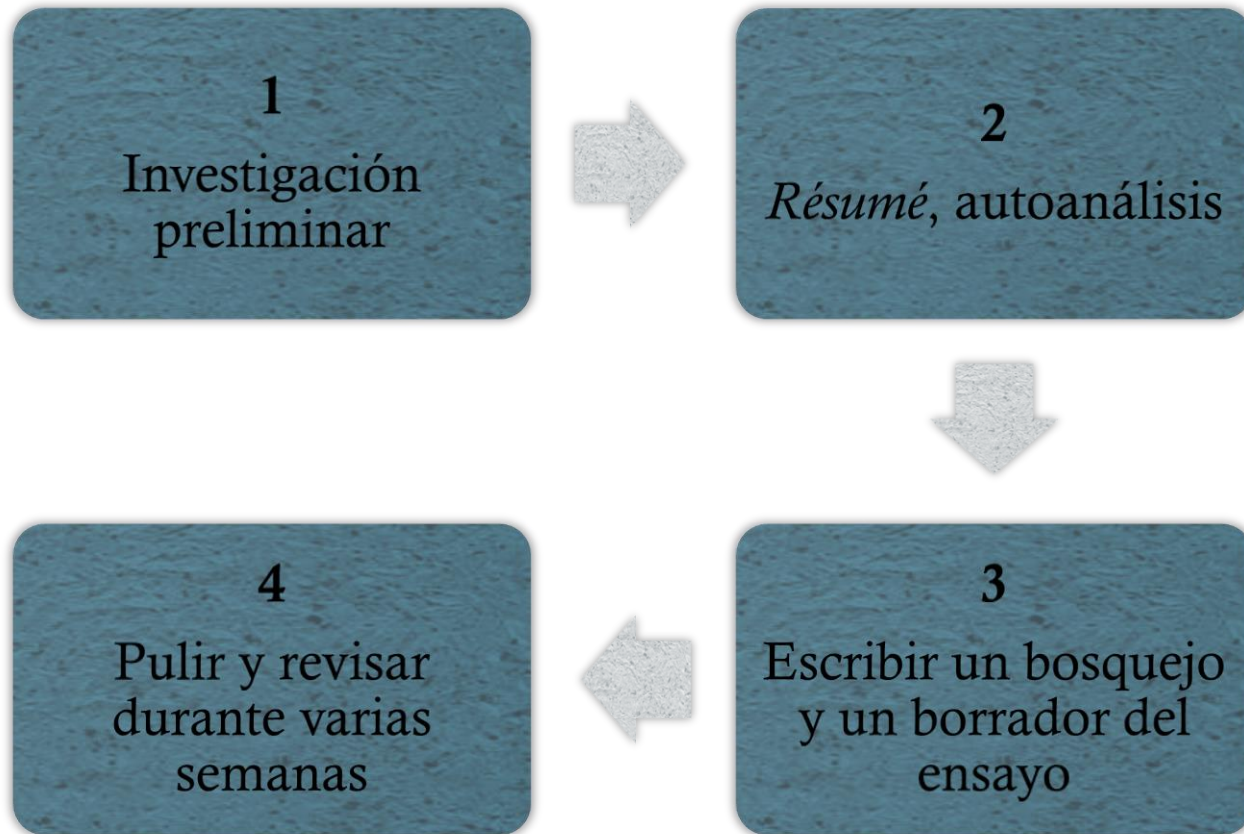 1
Investigación
preliminar
2
Résumé, autoanálisis
3
Escribir un bosquejo
y un borrador del
ensayo
4
Pulir y revisar
durante varias
semanas